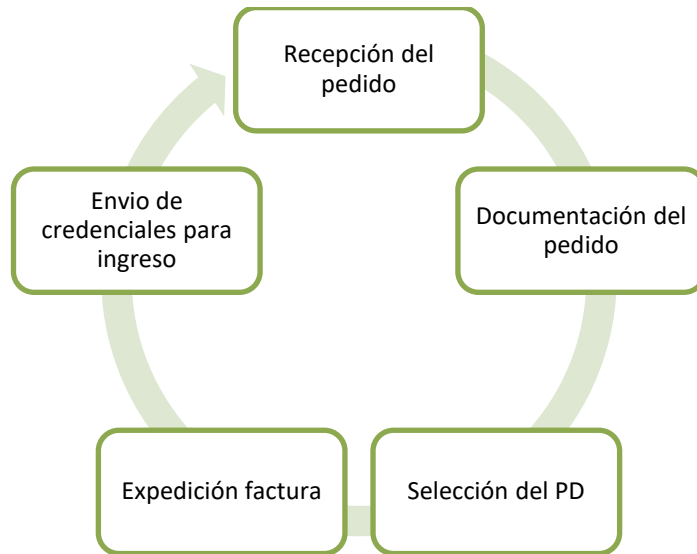 Recepción del
pedido
Documentación del
pedido
Selección del PD
Expedición factura
Envio de
credenciales para
ingreso